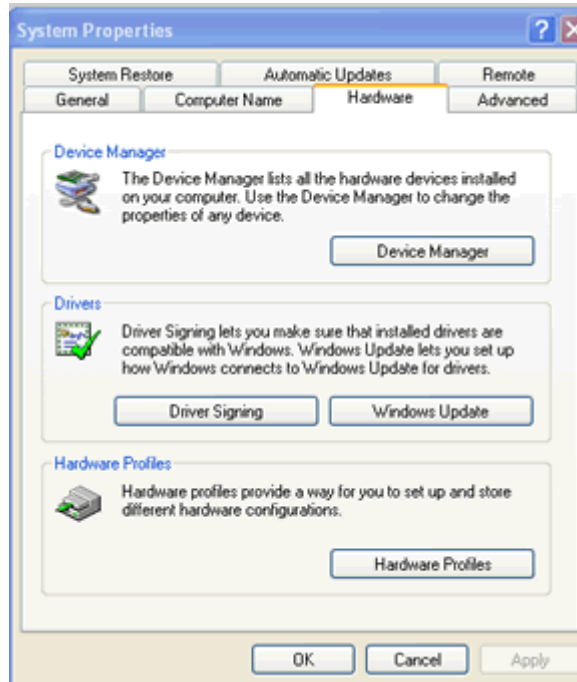 System Properties
System Restore Automatic Updates Remote
General Computer Name Hardware Advanced
Device Manager
The Device Manager lists all the hardware devices installed
on your computer. Use the Device Manager to change the
properties of any device.
Device Manager
Drivers
Driver Signing lets you make sure that installed drivers are
compatible with Windows. Windows Update lets you set up
how Windows connects to Windows Update for drivers.
Driver Signing Windows Update
Hardware Profiles
Hardware profiles provide a way for you to set up and store
different hardware configurations.
Hardware Profiles
OK Cancel Apply